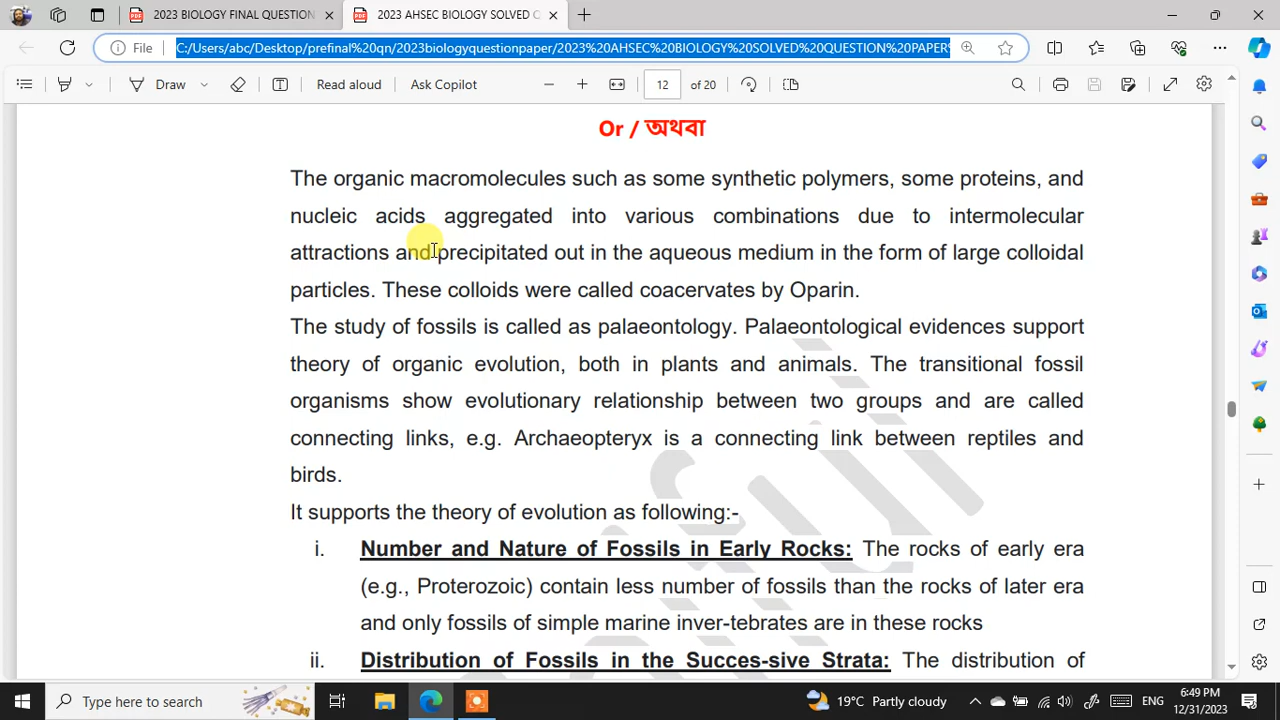 2023 BIOLOGY FINAL QUESTION
2023 AHSEC BIOLOGY SOLVED Q
File
C:/Users/abc/Desktop/prefinal%20qn/2023biologyquestionpaper/2023%20AHSEC%20BIOLOGY%20SOLVED%20QUESTION%20PAPER%
Draw
Read aloud
Ask Copilot
12 of 20
Or / অথবা
The organic macromolecules such as some synthetic polymers, some proteins, and
nucleic acids aggregated into various combinations due to intermolecular
attractions and precipitated out in the aqueous medium in the form of large colloidal
particles. These colloids were called coacervates by Oparin.
The study of fossils is called as palaeontology. Palaeontological evidences support
theory of organic evolution, both in plants and animals. The transitional fossil
organisms show evolutionary relationship between two groups and are called
connecting links, e.g. Archaeopteryx is a connecting link between reptiles and
birds.
It supports the theory of evolution as following:-
i. Number and Nature of Fossils in Early Rocks: The rocks of early era
(e.g., Proterozoic) contain less number of fossils than the rocks of later era
and only fossils of simple marine inver-tebrates are in these rocks
ii. Distribution of Fossils in the Succes-sive Strata: The distribution of
Type here to search
19°C Partly cloudy
ENG
6:49 PM
12/31/2023